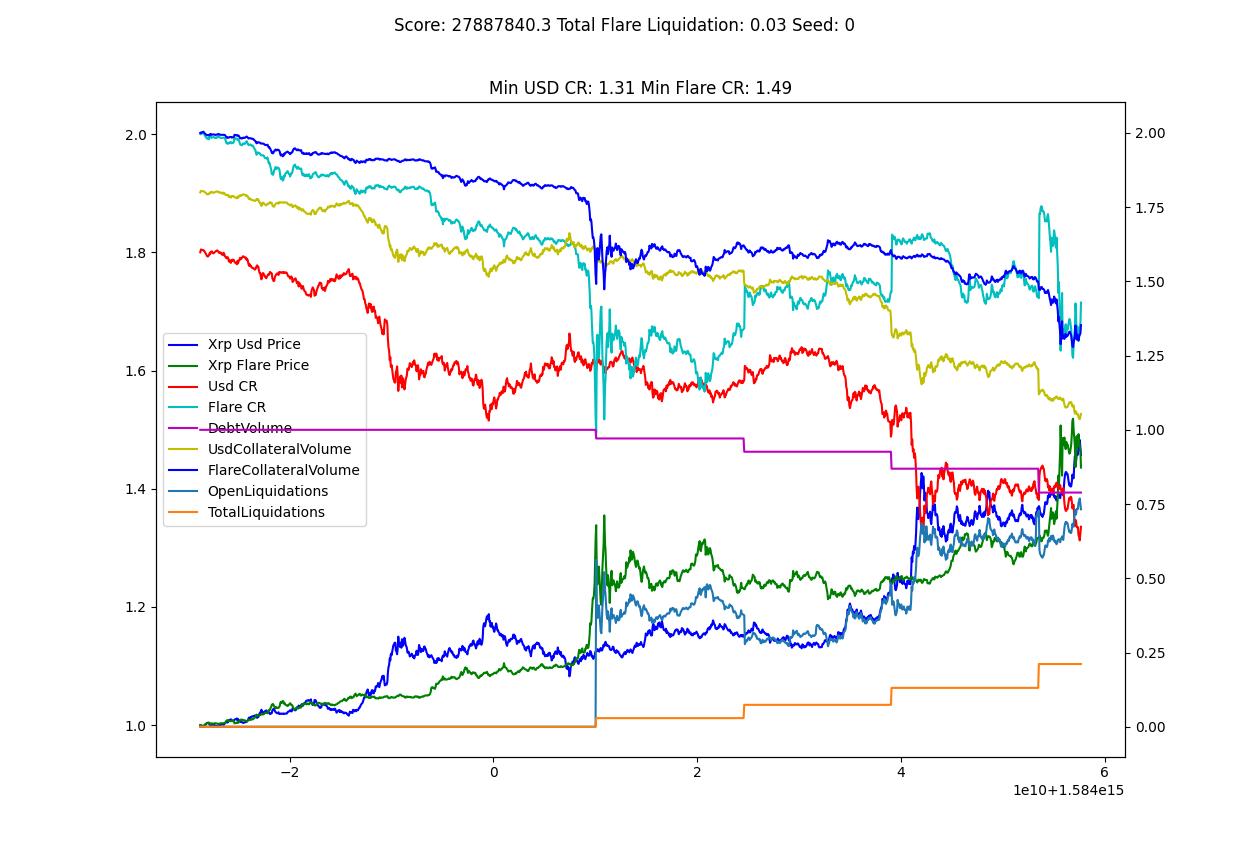 Score: 27887840.3 Total Flare Liquidation: 0.03 Seed: 0
Min USD CR: 1.31 Min Flare CR: 1.49
2.0
1.8
1.6
1.4
1.2
1.0
2.00
1.75
1.50
1.25
1.00
0.75
0.50
0.25
0.00
Xrp Usd Price
Xrp Flare Price
Usd CR
Flare CR
DebtVolume
UsdCollateralVolume
FlareCollateralVolume
OpenLiquidations
TotalLiquidations
−2 0 2 4 6
1e10+1.584e15